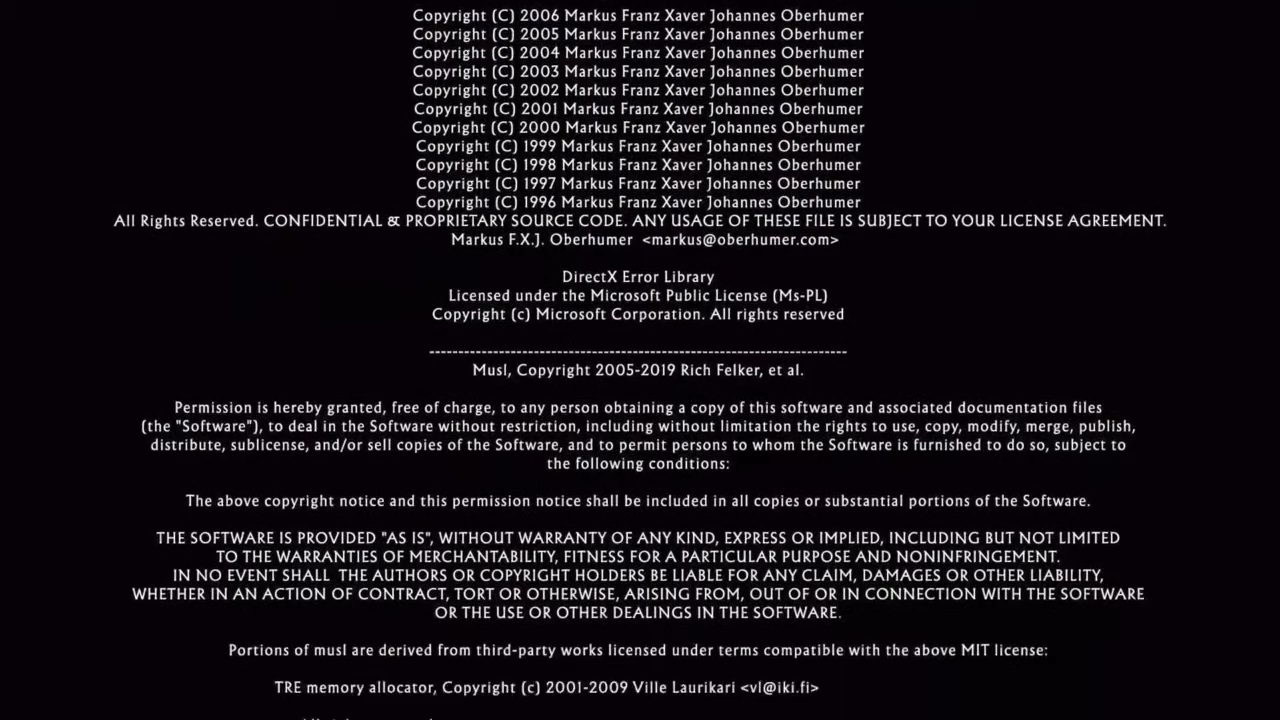 Copyright (C) 2006 Markus Franz Xaver Johannes Oberhumer
Copyright (C) 2005 Markus Franz Xaver Johannes Oberhumer
Copyright (C) 2004 Markus Franz Xaver Johannes Oberhumer
Copyright (C) 2003 Markus Franz Xaver Johannes Oberhumer
Copyright (C) 2002 Markus Franz Xaver Johannes Oberhumer
Copyright (C) 2001 Markus Franz Xaver Johannes Oberhumer
Copyright (C) 2000 Markus Franz Xaver Johannes Oberhumer
Copyright (C) 1999 Markus Franz Xaver Johannes Oberhumer
Copyright (C) 1998 Markus Franz Xaver Johannes Oberhumer
Copyright (C) 1997 Markus Franz Xaver Johannes Oberhumer
Copyright (C) 1996 Markus Franz Xaver Johannes Oberhumer
All Rights Reserved. CONFIDENTIAL & PROPRIETARY SOURCE CODE. ANY USAGE OF THESE FILE IS SUBJECT TO YOUR LICENSE AGREEMENT.
Markus F.X.J. Oberhumer <markus@oberhumer.com>
DirectX Error Library
Licensed under the Microsoft Public License (Ms-PL)
Copyright (c) Microsoft Corporation. All rights reserved
------------------------------------------------------------------------
Musl, Copyright 2005-2019 Rich Felker, et al.
Permission is hereby granted, free of charge, to any person obtaining a copy of this software and associated documentation files
(the "Software"), to deal in the Software without restriction, including without limitation the rights to use, copy, modify, merge, publish,
distribute, sublicense, and/or sell copies of the Software, and to permit persons to whom the Software is furnished to do so, subject to
the following conditions:
The above copyright notice and this permission notice shall be included in all copies or substantial portions of the Software.
THE SOFTWARE IS PROVIDED "AS IS", WITHOUT WARRANTY OF ANY KIND, EXPRESS OR IMPLIED, INCLUDING BUT NOT LIMITED
TO THE WARRANTIES OF MERCHANTABILITY, FITNESS FOR A PARTICULAR PURPOSE AND NONINFRINGEMENT.
IN NO EVENT SHALL THE AUTHORS OR COPYRIGHT HOLDERS BE LIABLE FOR ANY CLAIM, DAMAGES OR OTHER LIABILITY,
WHETHER IN AN ACTION OF CONTRACT, TORT OR OTHERWISE, ARISING FROM, OUT OF OR IN CONNECTION WITH THE SOFTWARE
OR THE USE OR OTHER DEALINGS IN THE SOFTWARE.
Portions of musl are derived from third-party works licensed under terms compatible with the above MIT license:
TRE memory allocator, Copyright (c) 2001-2009 Ville Laurikari <vl@iki.fi>